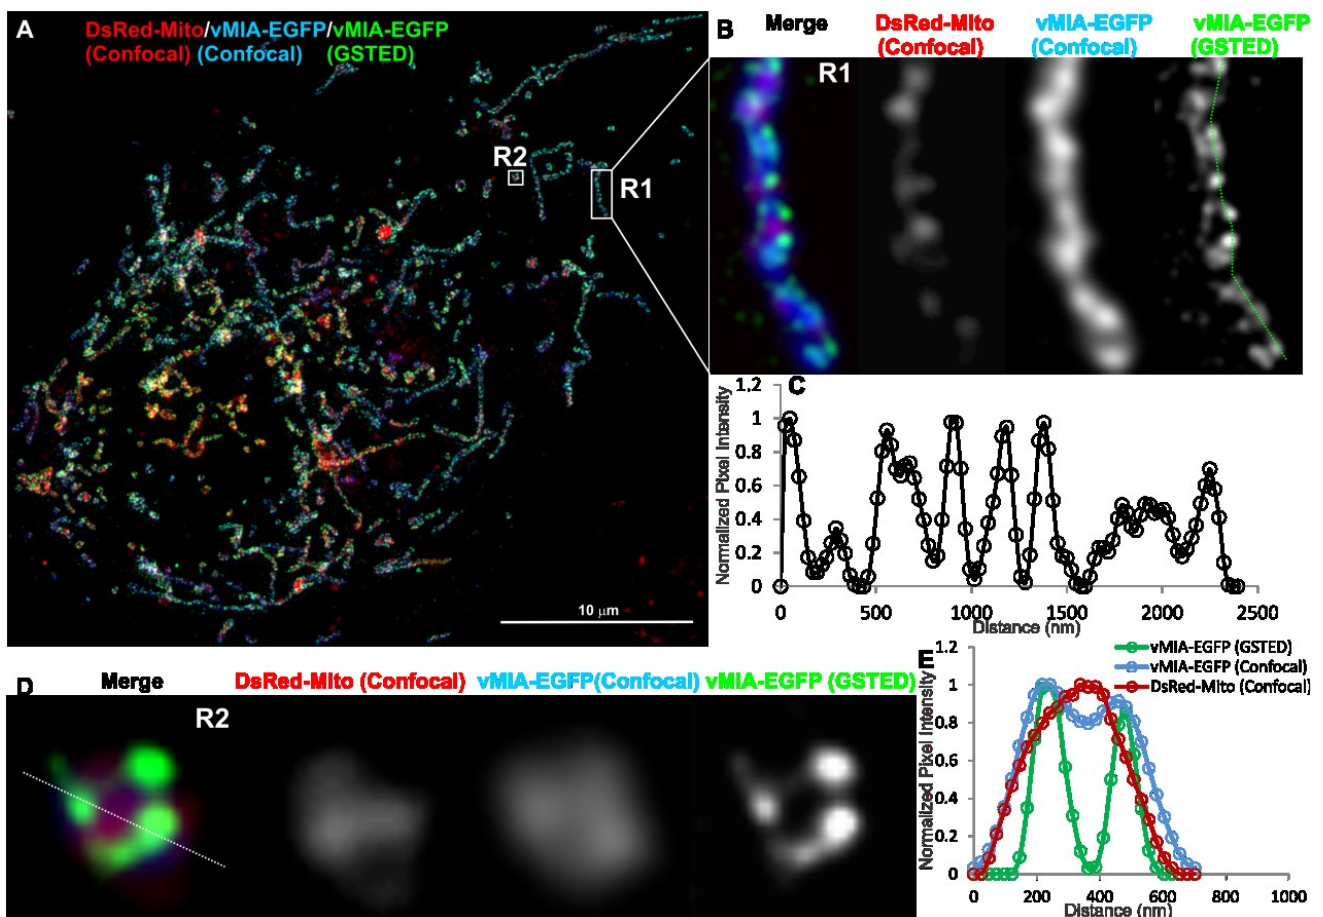 A
DsRed-Mito/vMIA-EGFP/vMIA-EGFP
(Confocal) (Confocal) (GSTED)
R2
R1
10 μm
B
Merge
DsRed-Mito
(Confocal)
vMIA-EGFP
(Confocal)
vMIA-EGFP
(GSTED)
R1
C
Normalized Pixel Intensity
1.2
1
0.8
0.6
0.4
0.2
0
0 500 1000 1500 2000 2500
Distance (nm)
D
Merge
DsRed-Mito (Confocal)
vMIA-EGFP(Confocal)
vMIA-EGFP (GSTED)
R2
E
vMIA-EGFP (GSTED)
vMIA-EGFP (Confocal)
DsRed-Mito (Confocal)
Normalized Pixel Intensity
1.2
1
0.8
0.6
0.4
0.2
0
0 200 400 600 800 1000
Distance (nm)